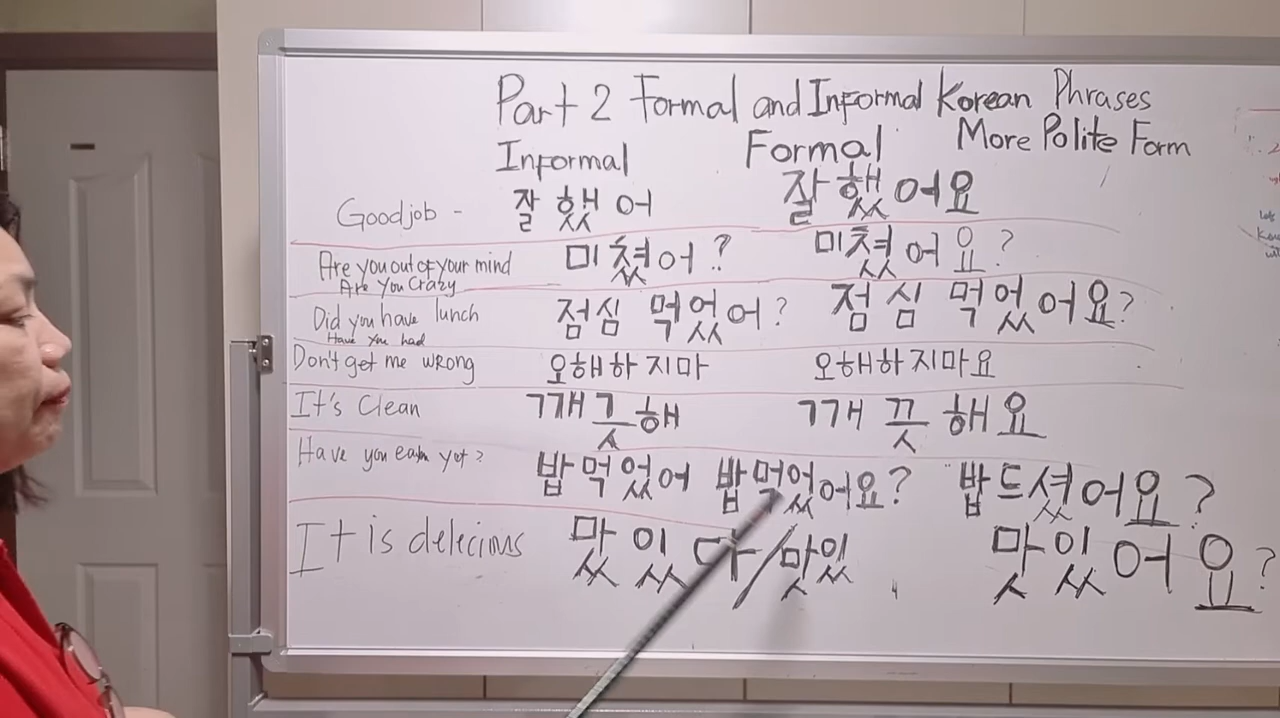 Part 2 Formal and Informal Korean Phrases
Informal Formal More Polite Form
Good job - 잘 했 어 잘 했 어요
Are you out of your mind 미쳤어? 미쳤어요?
Are You Crazy
Did you have lunch 점심 먹었어? 점심 먹었어요?
Have you had
Don't get me wrong 오해하지마 오해하지마요
It's Clean 깨긋해 깨끗해요
Have you eaten yet? 밥먹었어 밥먹었어요? 밥드셨어요?
It is delecious 맛있다/맛있 맛있어요?